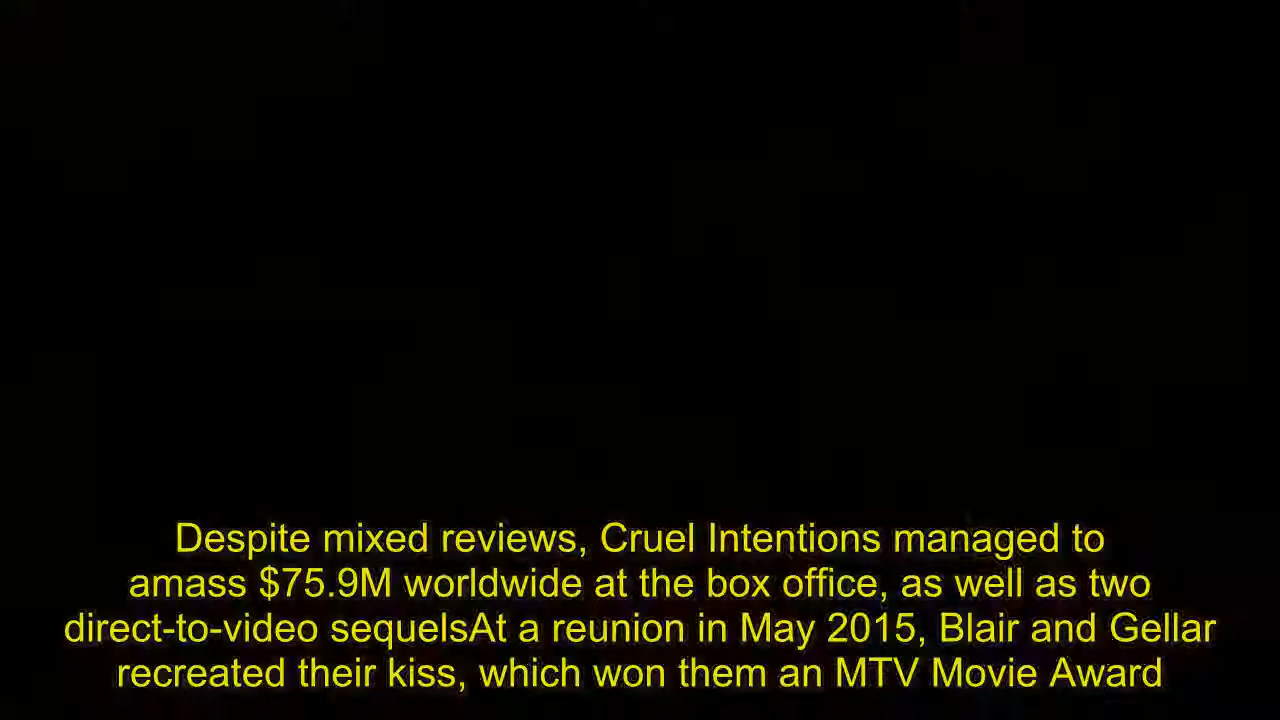 Despite mixed reviews, Cruel Intentions managed to
amass $75.9M worldwide at the box office, as well as two
direct-to-video sequelsAt a reunion in May 2015, Blair and Gellar
recreated their kiss, which won them an MTV Movie Award